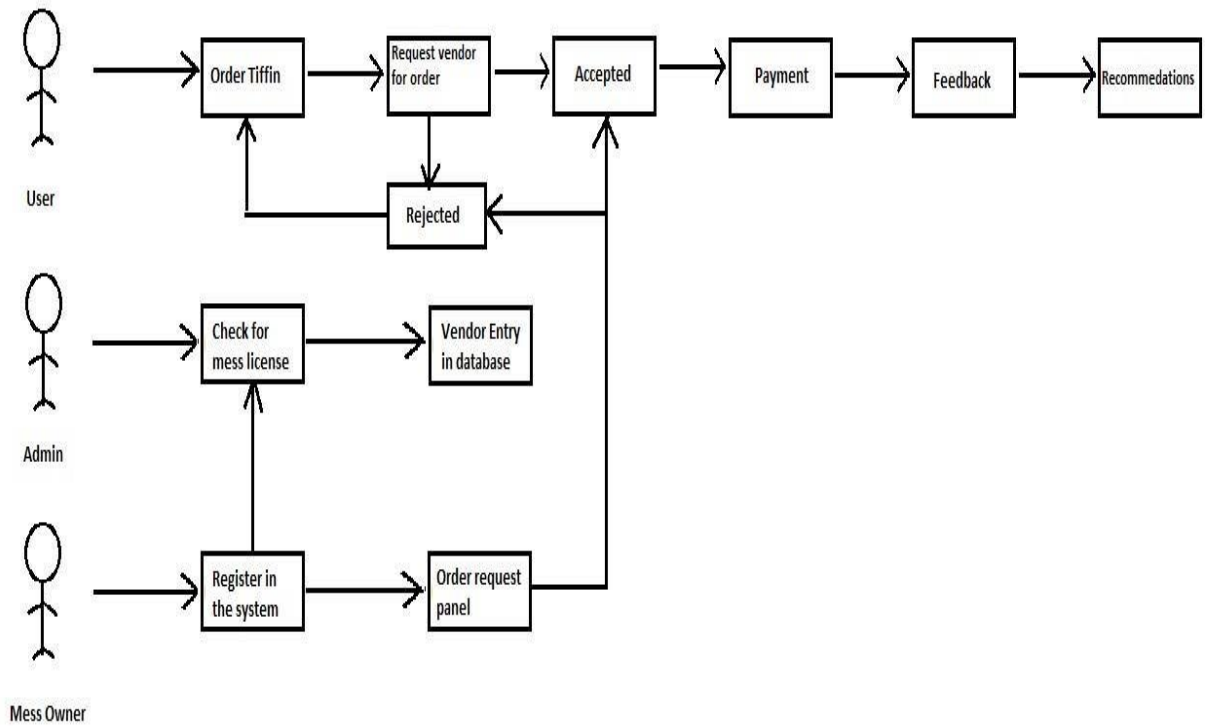 Order Tiffin
Request vendor
for order
Accepted
Payment
Feedback
Recommedations
User
Rejected
Check for
mess license
Vendor Entry
in database
Admin
Register in
the system
Order request
panel
Mess Owner